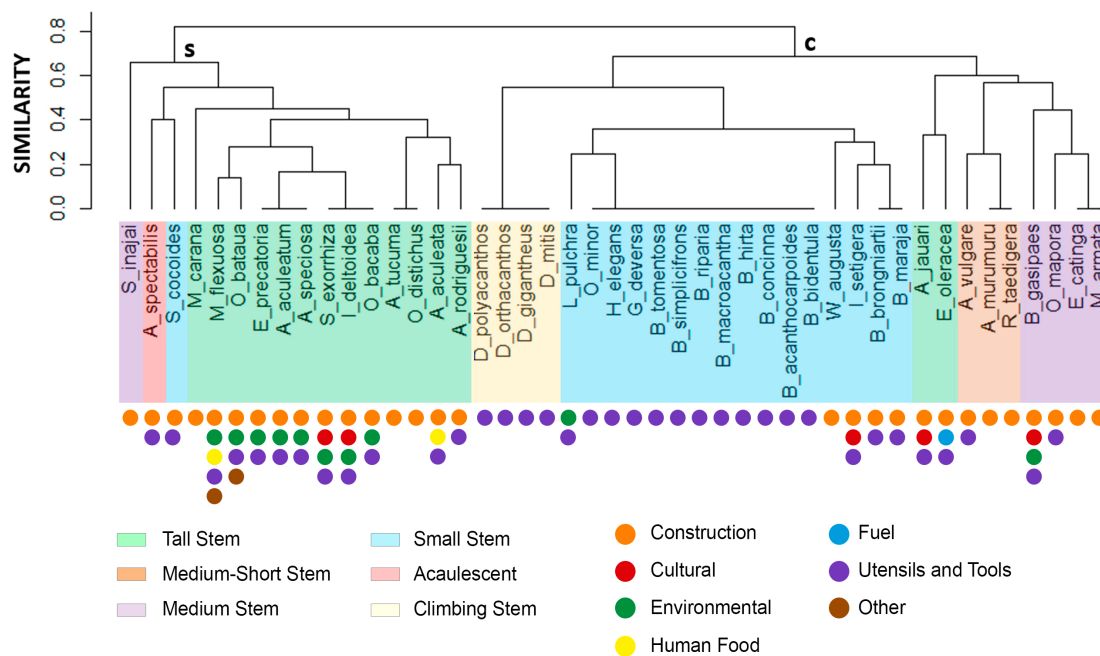 SIMILARITY
0.8
0.6
0.4
0.2
0.0
s
c
S_inajai
A_spectabilis
S_cocoides
M_carana
M_flexuosa
O_bataua
E_precatoria
A_aculeatum
A_speciosa
S_exorrhiza
I_deltoidea
O_bacaba
A_tucuma
O_distichus
A_aculeata
A_rodriguesii
D_polyacanthos
D_orthacanthos
D_gigantheus
D_mitis
L_pulchra
O_minor
H_elegans
G_deversa
B_tomentosa
B_simplicifrons
B_riparia
B_macroacantha
B_hirta
B_concinna
B_acanthocarpoides
B_bidentula
W_augusta
I_setigera
B_brongniartii
B_maraja
A_jauari
E_oleracea
A_vulgare
A_murumuru
R_taedigera
B_gasipaes
O_mapora
E_catinga
M_armata
Tall Stem
Medium-Short Stem
Medium Stem
Small Stem
Acaulescent
Climbing Stem
Construction
Cultural
Environmental
Human Food
Fuel
Utensils and Tools
Other